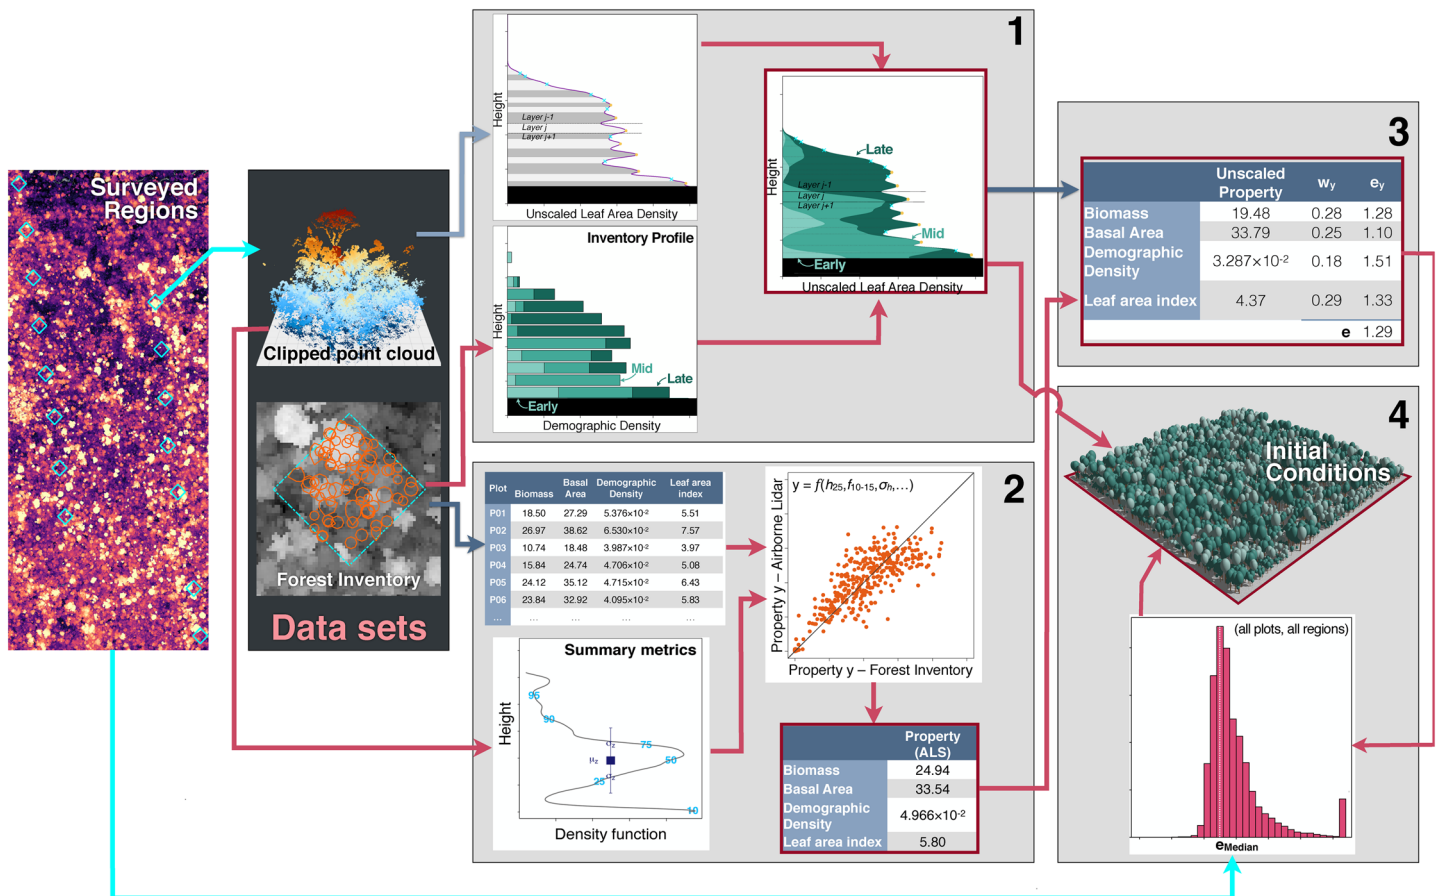 Surveyed
Regions
Clipped point cloud
Forest Inventory
Data sets
1
Height
Layer j-1
Layer j
Layer j+1
Unscaled Leaf Area Density
Inventory Profile
Height
Mid
Late
Early
Demographic Density
Height
Late
Layer j-1
Layer j
Layer j+1
Mid
Early
Unscaled Leaf Area Density
2
Plot Biomass Basal Area Demographic Density Leaf area index
P01 18.50 27.29 5.376×10⁻² 5.51
P02 26.97 38.62 6.530×10⁻² 7.57
P03 10.74 18.48 3.987×10⁻² 3.97
P04 15.84 24.74 4.706×10⁻² 5.08
P05 24.12 35.12 4.715×10⁻² 6.43
P06 23.84 32.92 4.095×10⁻² 5.83
... ... ... ... ...
Summary metrics
Height
95
90
σz
75
μz
50
σz
25
10
Density function
y = f(h25,f10-15,σh,...)
Property y – Airborne Lidar
Property y – Forest Inventory
Property
(ALS)
Biomass 24.94
Basal Area 33.54
Demographic Density 4.966×10⁻²
Leaf area index 5.80
3
Unscaled Property wy ey
Biomass 19.48 0.28 1.28
Basal Area 33.79 0.25 1.10
Demographic Density 3.287×10⁻² 0.18 1.51
Leaf area index 4.37 0.29 1.33
e 1.29
4
Initial
Conditions
(all plots, all regions)
eMedian